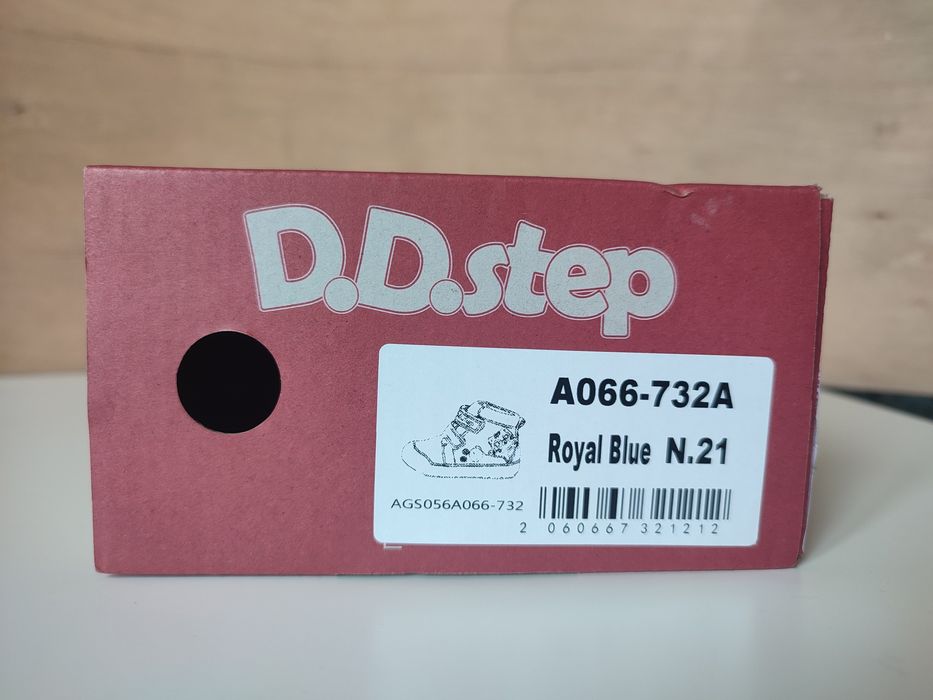 D.D.step
A066-732A
Royal Blue N.21
AGS056A066-732
2 060667 321212